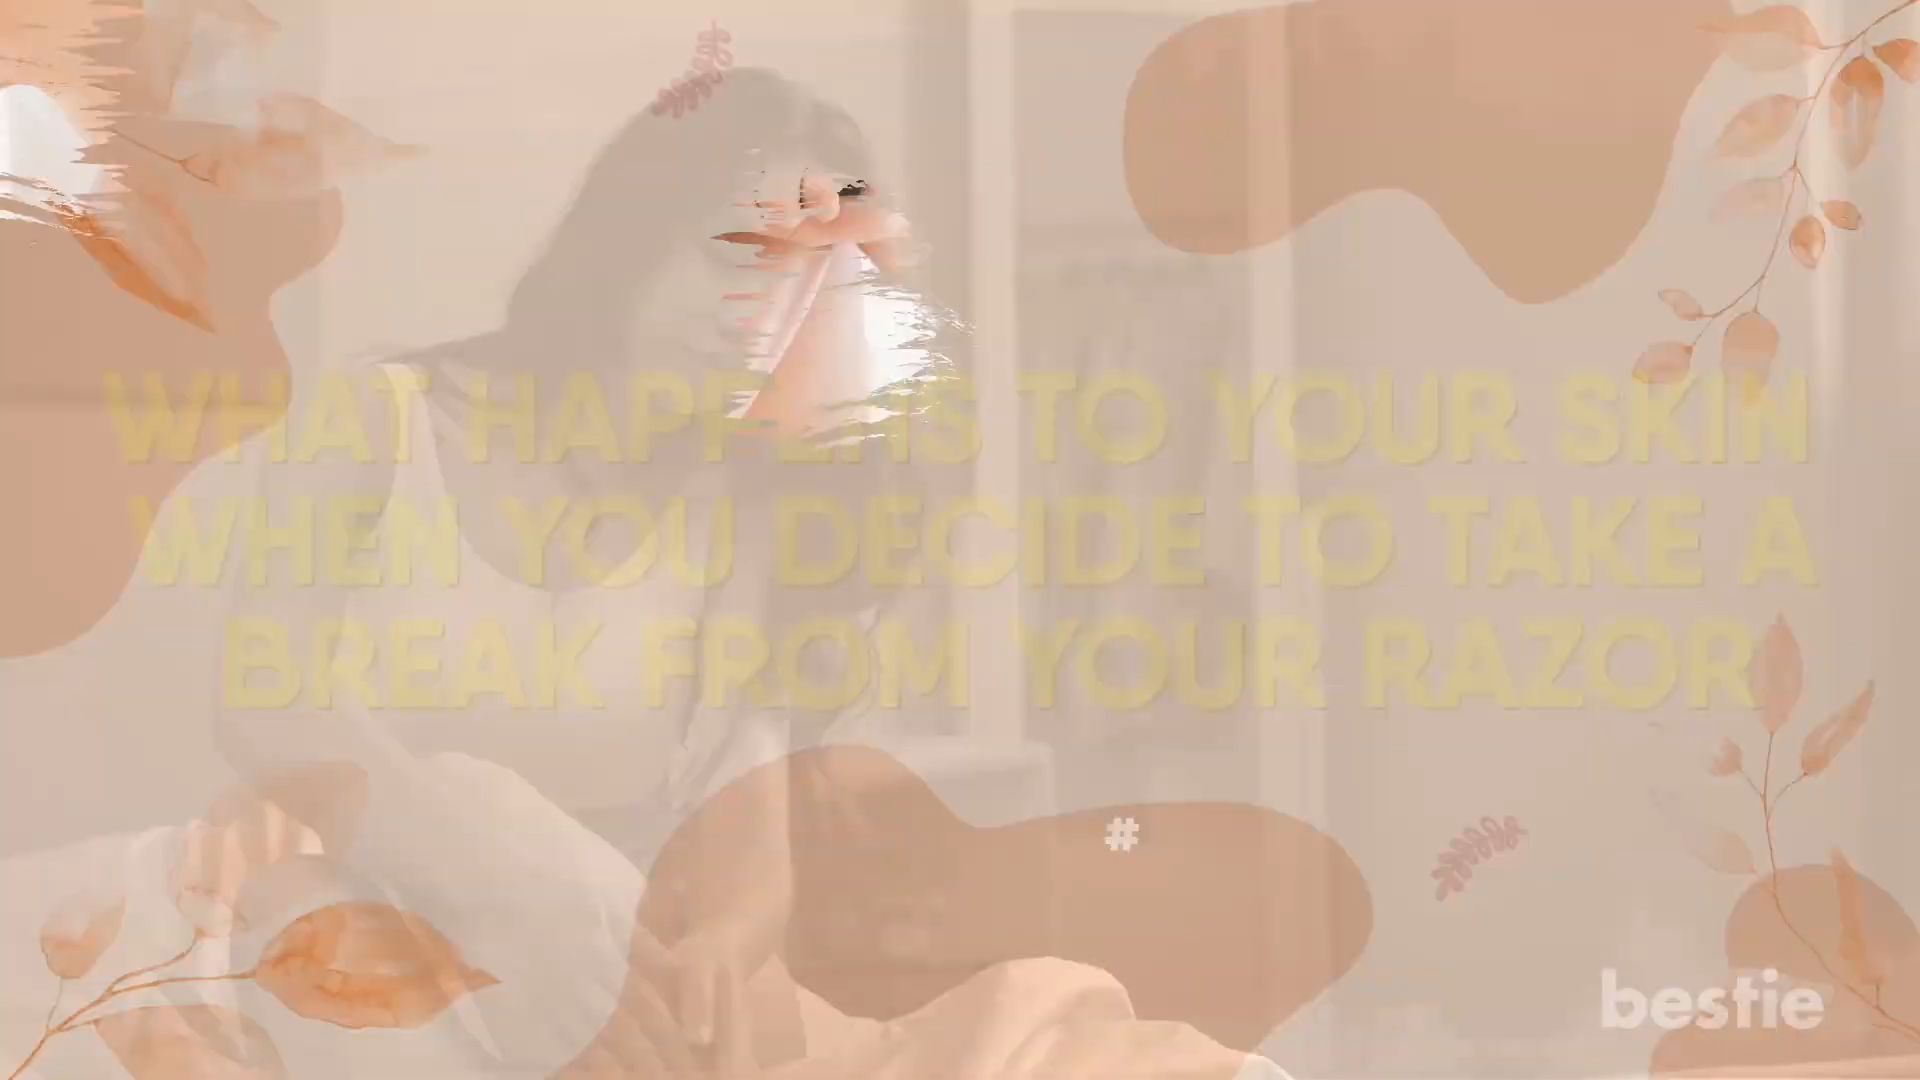 WHAT HAPPENS TO YOUR SKIN
WHEN YOU DECIDE TO TAKE A
BREAK FROM YOUR RAZOR
#
bestie